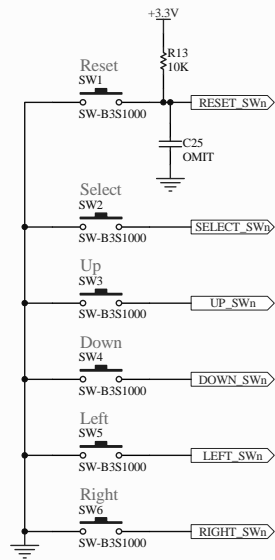 +3.3V
R13
10K
Reset
SW1
RESET_SWn
SW-B3S1000
C25
OMIT
Select
SW2
SELECT_SWn
SW-B3S1000
Up
SW3
UP_SWn
SW-B3S1000
Down
SW4
DOWN_SWn
SW-B3S1000
Left
SW5
LEFT_SWn
SW-B3S1000
Right
SW6
RIGHT_SWn
SW-B3S1000